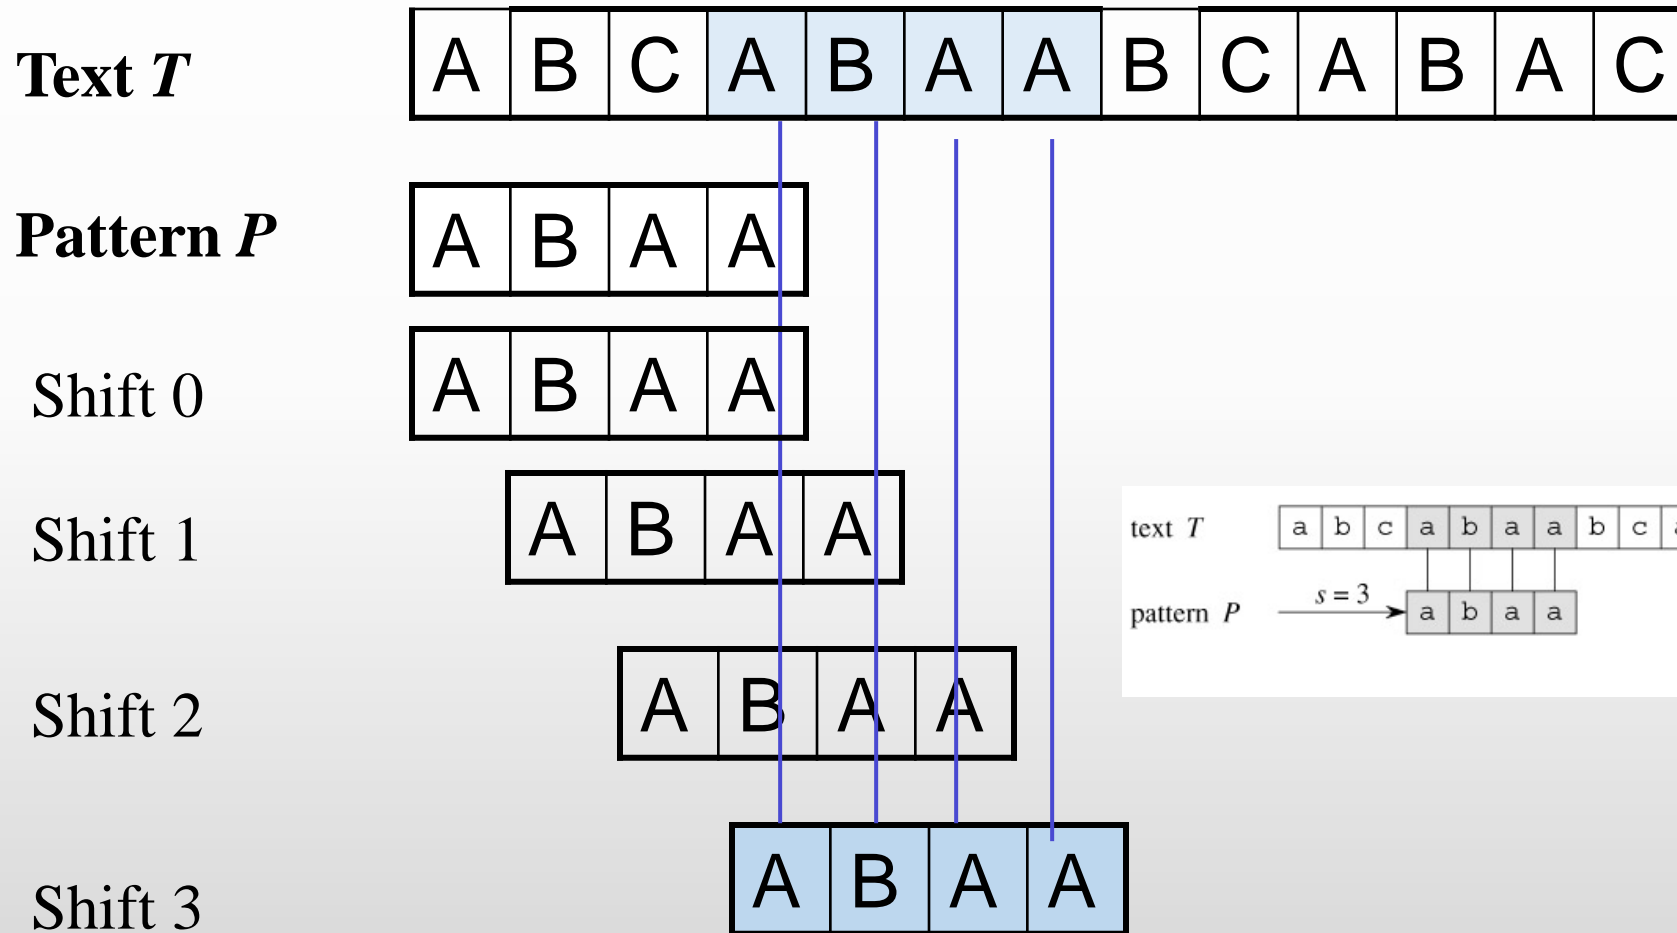 Text T A B C A B A A B C A B A C
Pattern P A B A A
Shift 0 A B A A
Shift 1 A B A A
text T a b c a b a a b c
s = 3
pattern P a b a a
Shift 2 A B A A
Shift 3 A B A A